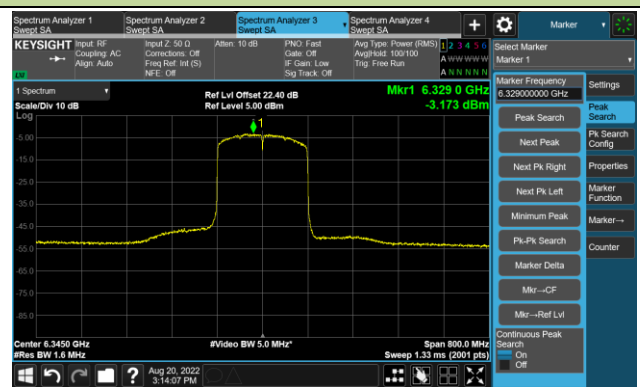 Spectrum Analyzer 1
Swept SA
Spectrum Analyzer 2
Swept SA
Spectrum Analyzer 3
Swept SA
Spectrum Analyzer 4
Swept SA
Marker
KEYSIGHT
LV
Input: RF
Coupling: AC
Align: Auto
Input Z: 50 Ω
Corrections: Off
Freq Ref: Int (S)
NFE: Off
Atten: 10 dB
PNO: Fast
Gate: Off
IF Gain: Low
Sig Track: Off
Avg Type: Power (RMS)
Avg|Hold: 100/100
Trig: Free Run
1 2 3 4 5 6
A W W W W W
A N N N N N
Select Marker
Marker 1
1 Spectrum
Scale/Div 10 dB
Log
Ref Lvl Offset 22.40 dB
Ref Level 5.00 dBm
Mkr1 6.329 0 GHz
-3.173 dBm
1
-5.00
-15.0
-25.0
-35.0
-45.0
-55.0
-65.0
-75.0
-85.0
Center 6.3450 GHz
#Res BW 1.6 MHz
#Video BW 5.0 MHz*
Span 800.0 MHz
Sweep 1.33 ms (2001 pts)
Marker Frequency
6.329000000 GHz
Peak Search
Next Peak
Next Pk Right
Next Pk Left
Minimum Peak
Pk-Pk Search
Marker Delta
Mkr→CF
Mkr→Ref Lvl
Continuous Peak
Search
On
Off
Settings
Peak
Search
Pk Search
Config
Properties
Marker
Function
Marker→
Counter
?
Aug 20, 2022
3:14:07 PM